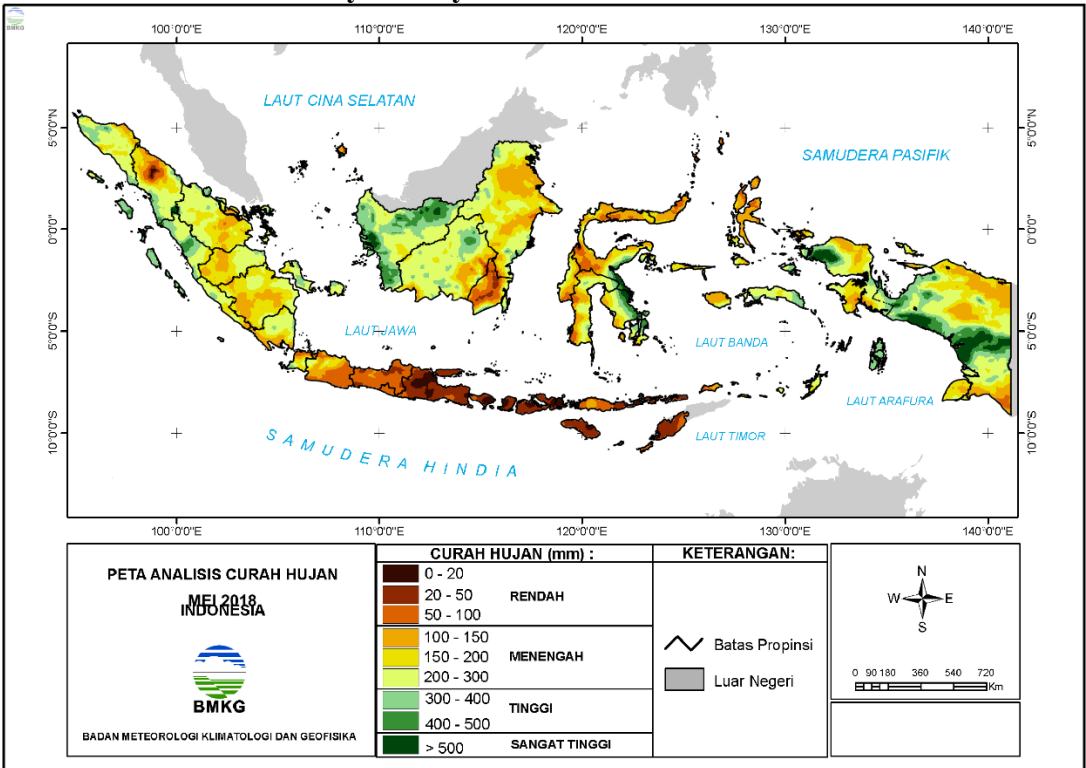 BMKG
100°0'0"E 110°0'0"E 120°0'0"E 130°0'0"E 140°0'0"E
5°0'0"N
0°0'0"
5°0'0"S
10°0'0"S
5°0'0"N
0°0'0"
5°0'0"S
10°0'0"S
LAUT CINA SELATAN
SAMUDERA PASIFIK
LAUT JAWA
LAUT BANDA
LAUT ARAFURA
LAUT TIMOR
SAMUDERA HINDIA
100°0'0"E 110°0'0"E 120°0'0"E 130°0'0"E 140°0'0"E
PETA ANALISIS CURAH HUJAN
MEI 2018
INDONESIA
BMKG
BADAN METEOROLOGI KLIMATOLOGI DAN GEOFISIKA
CURAH HUJAN (mm) :
0 - 20
20 - 50 RENDAH
50 - 100
100 - 150
150 - 200 MENENGAH
200 - 300
300 - 400
TINGGI
400 - 500
> 500 SANGAT TINGGI
KETERANGAN:
Batas Propinsi
Luar Negeri
N
W E
S
0 90 180 360 540 720
Km